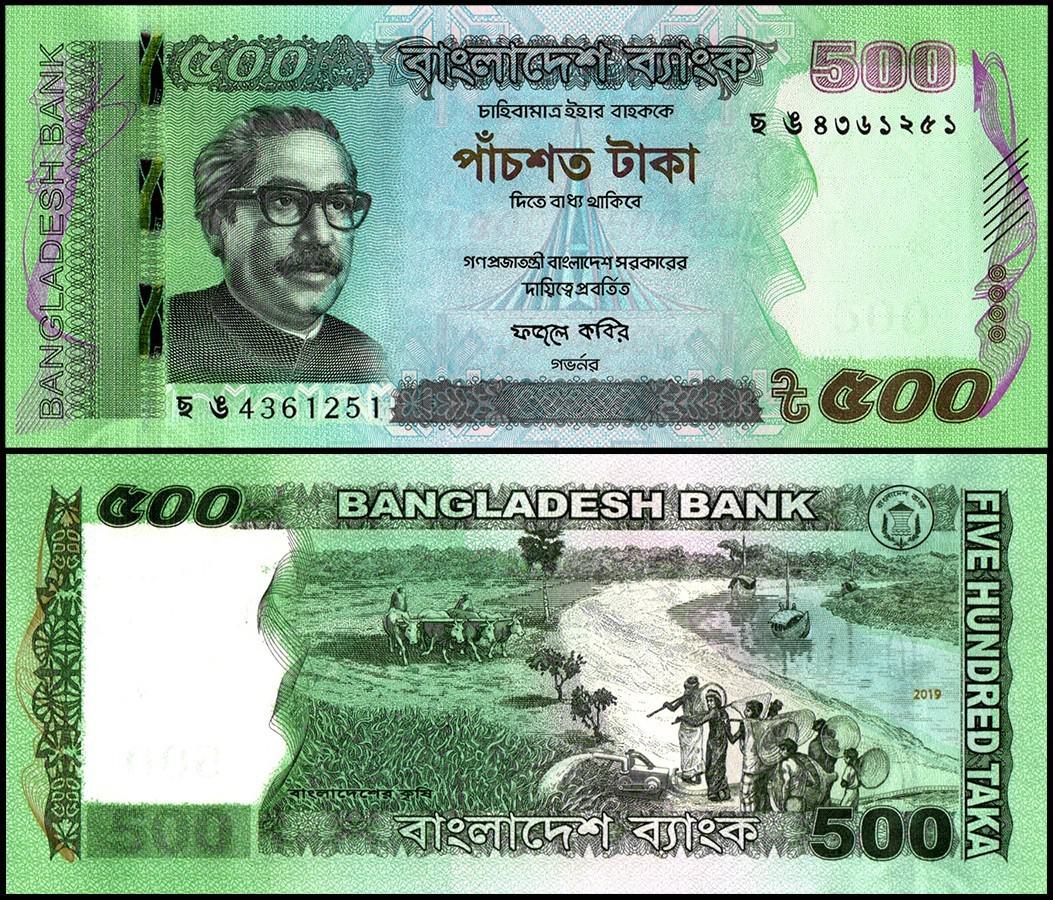 BANGLADESH BANK
৫০০
বাংলাদেশ ব্যাংক
500
চাহিবামাত্র ইহার বাহককে
ছ ঙ ৪৩৬১২৫১
পাঁচশত টাকা
দিতে বাধ্য থাকিবে
গণপ্রজাতন্ত্রী বাংলাদেশ সরকারের
দায়িত্বে প্রবর্তিত
ফজলে কবির
গভর্নর
ছ ঙ 4361251
৳ ৫০০
৫০০
BANGLADESH BANK
FIVE HUNDRED TAKA
2019
বাংলাদেশের কৃষি
500
বাংলাদেশ ব্যাংক
500